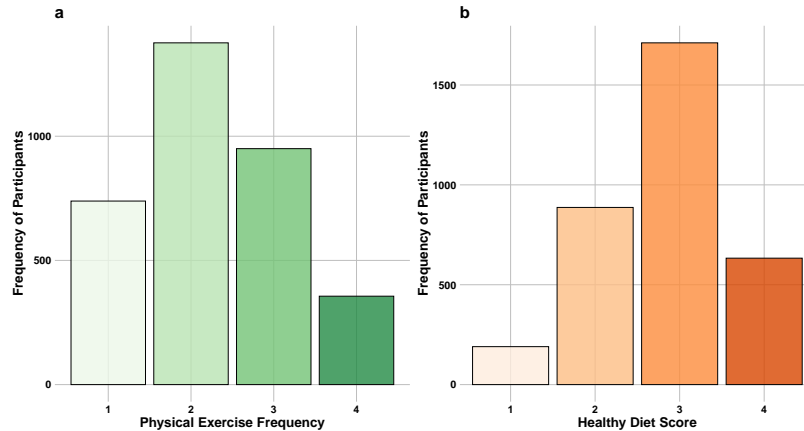 a
Frequency of Participants
1000
500
0
1 2 3 4
Physical Exercise Frequency
b
Frequency of Participants
1500
1000
500
0
1 2 3 4
Healthy Diet Score